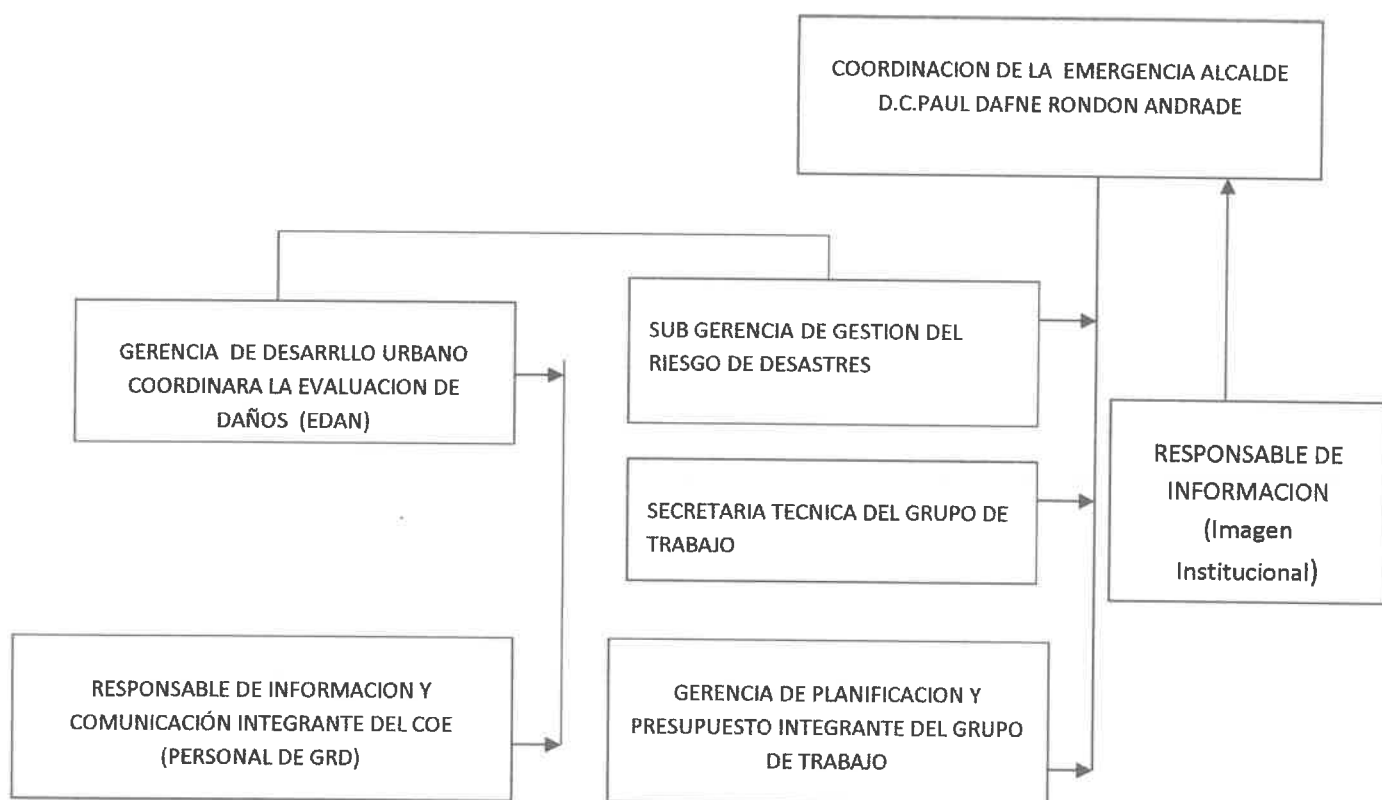 COORDINACION DE LA EMERGENCIA ALCALDE
D.C.PAUL DAFNE RONDON ANDRADE
GERENCIA DE DESARRLLO URBANO
COORDINARA LA EVALUACION DE
DAÑOS (EDAN)
SUB GERENCIA DE GESTION DEL
RIESGO DE DESASTRES
RESPONSABLE DE
INFORMACION
(Imagen
Institucional)
SECRETARIA TECNICA DEL GRUPO DE
TRABAJO
RESPONSABLE DE INFORMACION Y
COMUNICACIÓN INTEGRANTE DEL COE
(PERSONAL DE GRD)
GERENCIA DE PLANIFICACION Y
PRESUPUESTO INTEGRANTE DEL GRUPO
DE TRABAJO